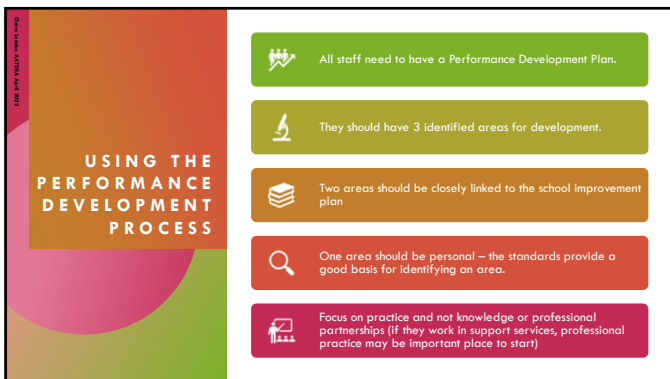 USING THE
PERFORMANCE
DEVELOPMENT
PROCESS
All staff need to have a Performance Development Plan.
They should have 3 identified areas for development.
Two areas should be closely linked to the school improvement
plan
One area should be personal – the standards provide a
good basis for identifying an area.
Focus on practice and not knowledge or professional
partnerships (if they work in support services, professional
practice may be important place to start)